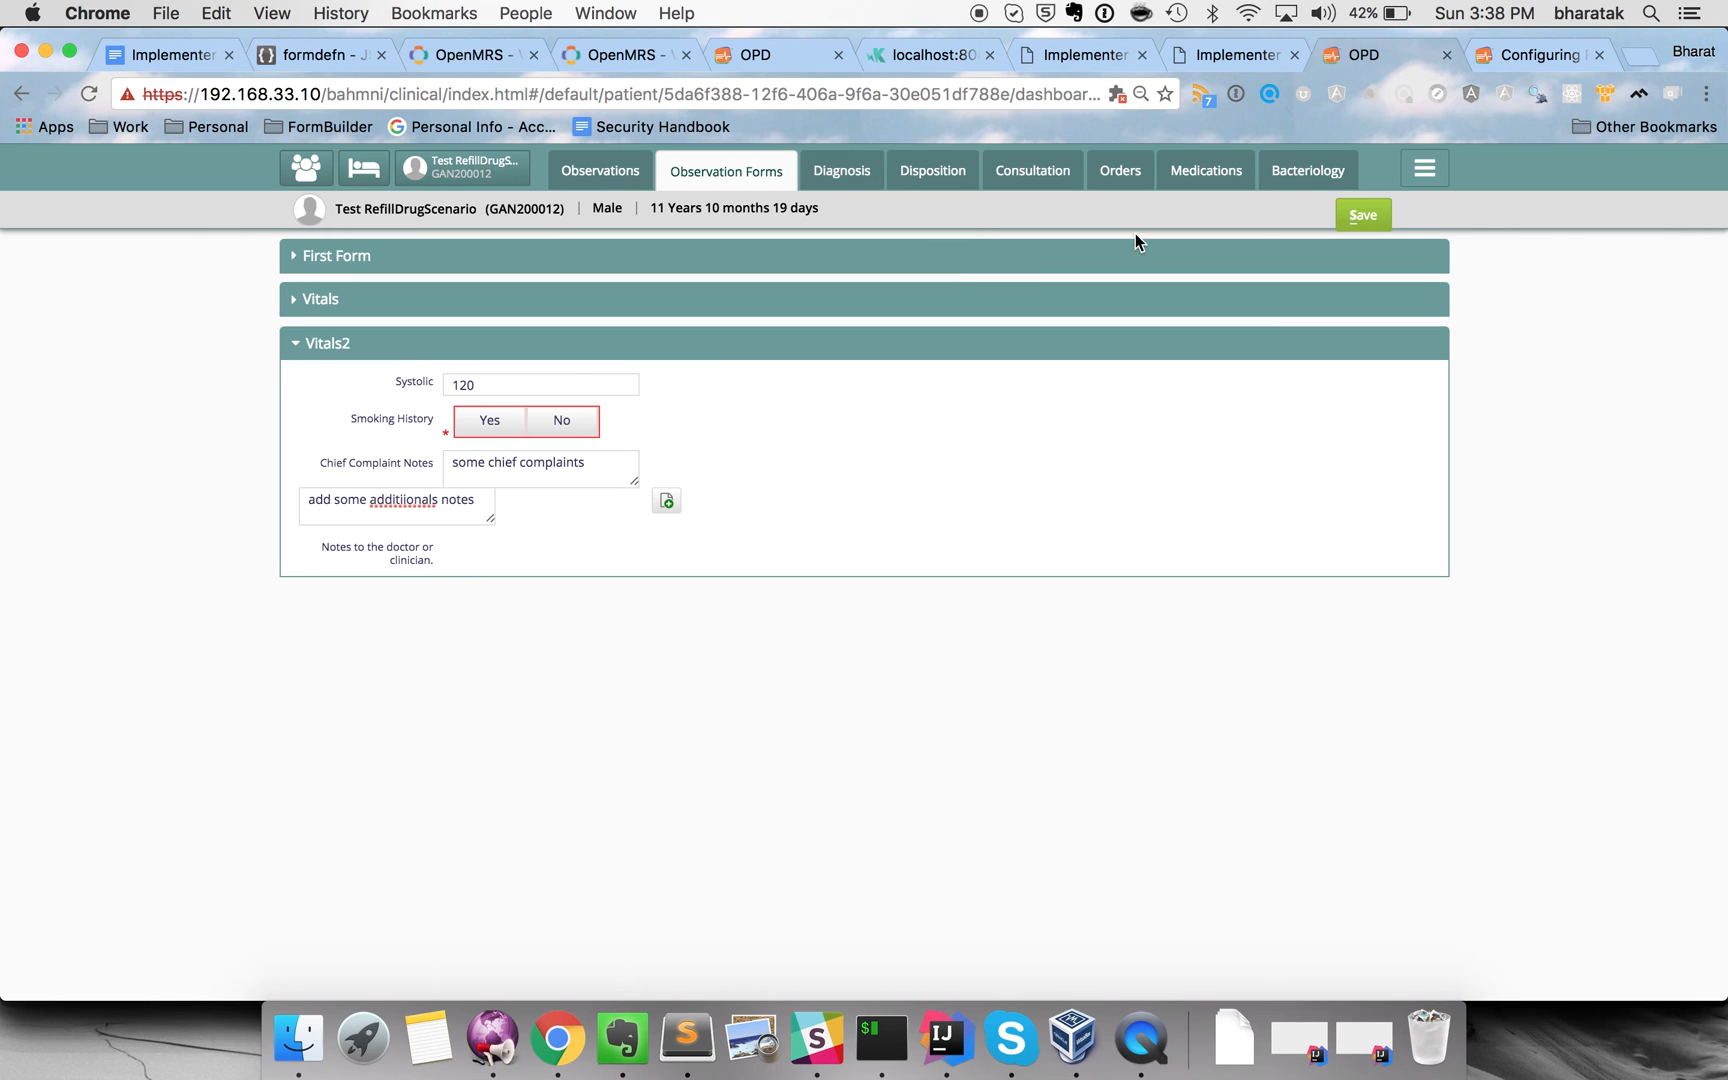 Chrome File Edit View History Bookmarks People Window Help 42% Sun 3:38 PM bharatak
Implementer formdefn - JS OpenMRS - OpenMRS - OPD localhost:80 Implementer Implementer OPD Configuring Bharat
https://192.168.33.10/bahmni/clinical/index.html#/default/patient/5da6f388-12f6-406a-9f6a-30e051df788e/dashboar... 7
Apps Work Personal FormBuilder Personal Info - Acc... Security Handbook Other Bookmarks
Test RefillDrugS...
GAN200012
Observations Observation Forms Diagnosis Disposition Consultation Orders Medications Bacteriology
Test RefillDrugScenario (GAN200012) | Male | 11 Years 10 months 19 days Save
First Form
Vitals
Vitals2
Systolic 120
Smoking History * Yes No
Chief Complaint Notes some chief complaints
add some additiionals notes
Notes to the doctor or
clinician.